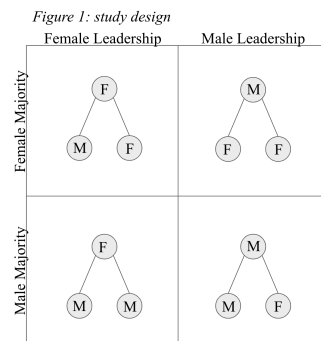 Figure 1: study design
Female Leadership Male Leadership
Female Majority
F M
M F F F
Male Majority
F M
M M M F